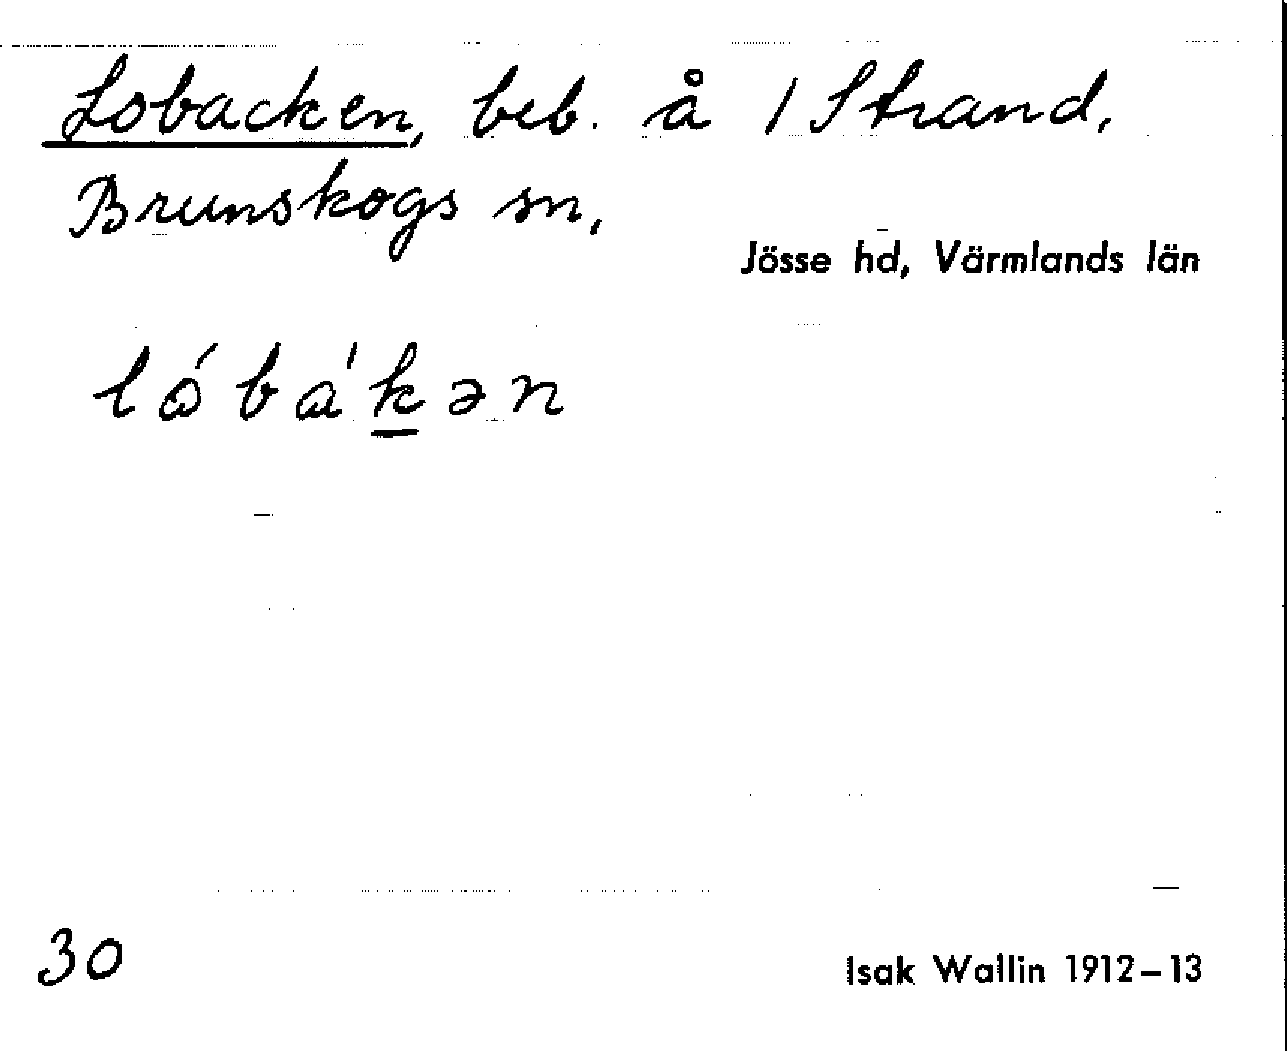 Lobacken, beb. å 1 Strand,
Brunskogs sn,
Jösse hd, Värmlands län
lóbákən
30
Isak Wallin 1912–13